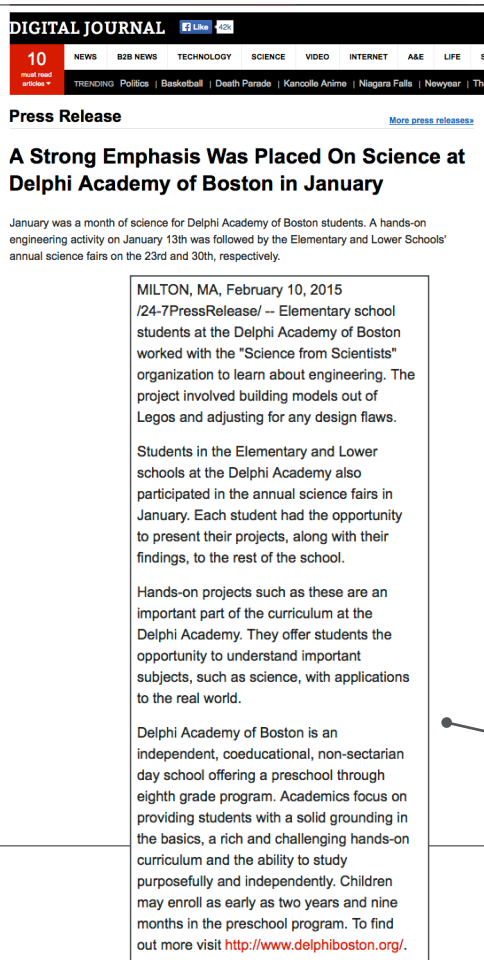 DIGITAL JOURNAL Like 42k
10 must read articles
NEWS B2B NEWS TECHNOLOGY SCIENCE VIDEO INTERNET A&E LIFE S
TRENDING Politics | Basketball | Death Parade | Kancolle Anime | Niagara Falls | Newyear | Th
Press Release
More press releases»
A Strong Emphasis Was Placed On Science at
Delphi Academy of Boston in January
January was a month of science for Delphi Academy of Boston students. A hands-on
engineering activity on January 13th was followed by the Elementary and Lower Schools'
annual science fairs on the 23rd and 30th, respectively.
MILTON, MA, February 10, 2015
/24-7PressRelease/ -- Elementary school
students at the Delphi Academy of Boston
worked with the "Science from Scientists"
organization to learn about engineering. The
project involved building models out of
Legos and adjusting for any design flaws.
Students in the Elementary and Lower
schools at the Delphi Academy also
participated in the annual science fairs in
January. Each student had the opportunity
to present their projects, along with their
findings, to the rest of the school.
Hands-on projects such as these are an
important part of the curriculum at the
Delphi Academy. They offer students the
opportunity to understand important
subjects, such as science, with applications
to the real world.
Delphi Academy of Boston is an
independent, coeducational, non-sectarian
day school offering a preschool through
eighth grade program. Academics focus on
providing students with a solid grounding in
the basics, a rich and challenging hands-on
curriculum and the ability to study
purposefully and independently. Children
may enroll as early as two years and nine
months in the preschool program. To find
out more visit http://www.delphiboston.org/.